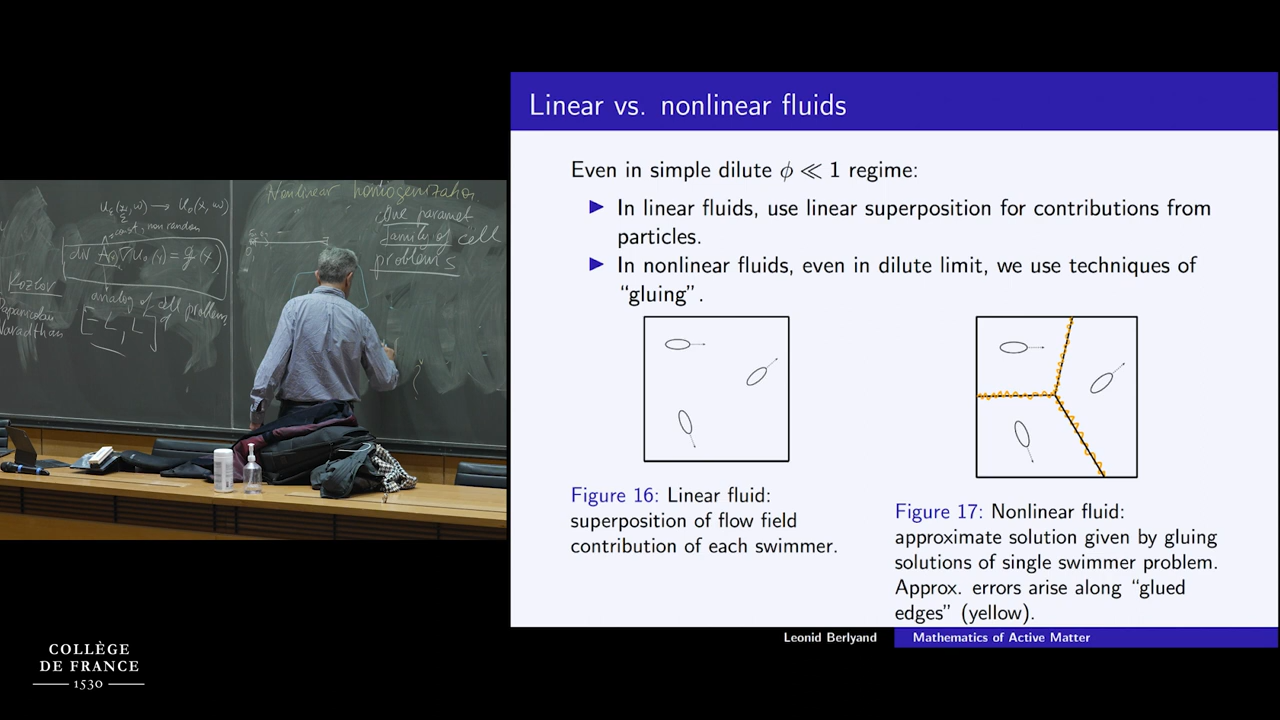 Linear vs. nonlinear fluids
Even in simple dilute ϕ ≪ 1 regime:
▶ In linear fluids, use linear superposition for contributions from
particles.
▶ In nonlinear fluids, even in dilute limit, we use techniques of
“gluing”.
Figure 16: Linear fluid:
superposition of flow field
contribution of each swimmer.
Figure 17: Nonlinear fluid:
approximate solution given by gluing
solutions of single swimmer problem.
Approx. errors arise along “glued
edges” (yellow).
Leonid Berlyand
Mathematics of Active Matter
Nonlinear homogenization
One paramet
family of cell
problems
const, non random
analog of cell problem
Kozlov
COLLÈGE
DE FRANCE
1530